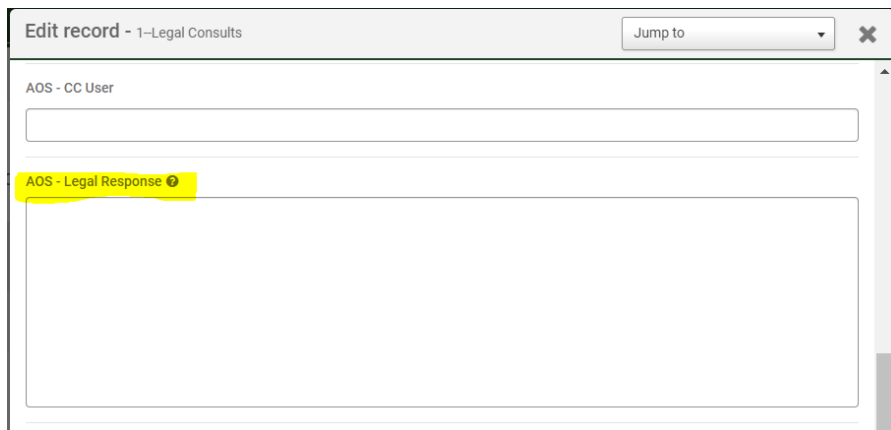 Edit record - 1--Legal Consults
Jump to
AOS - CC User
AOS - Legal Response